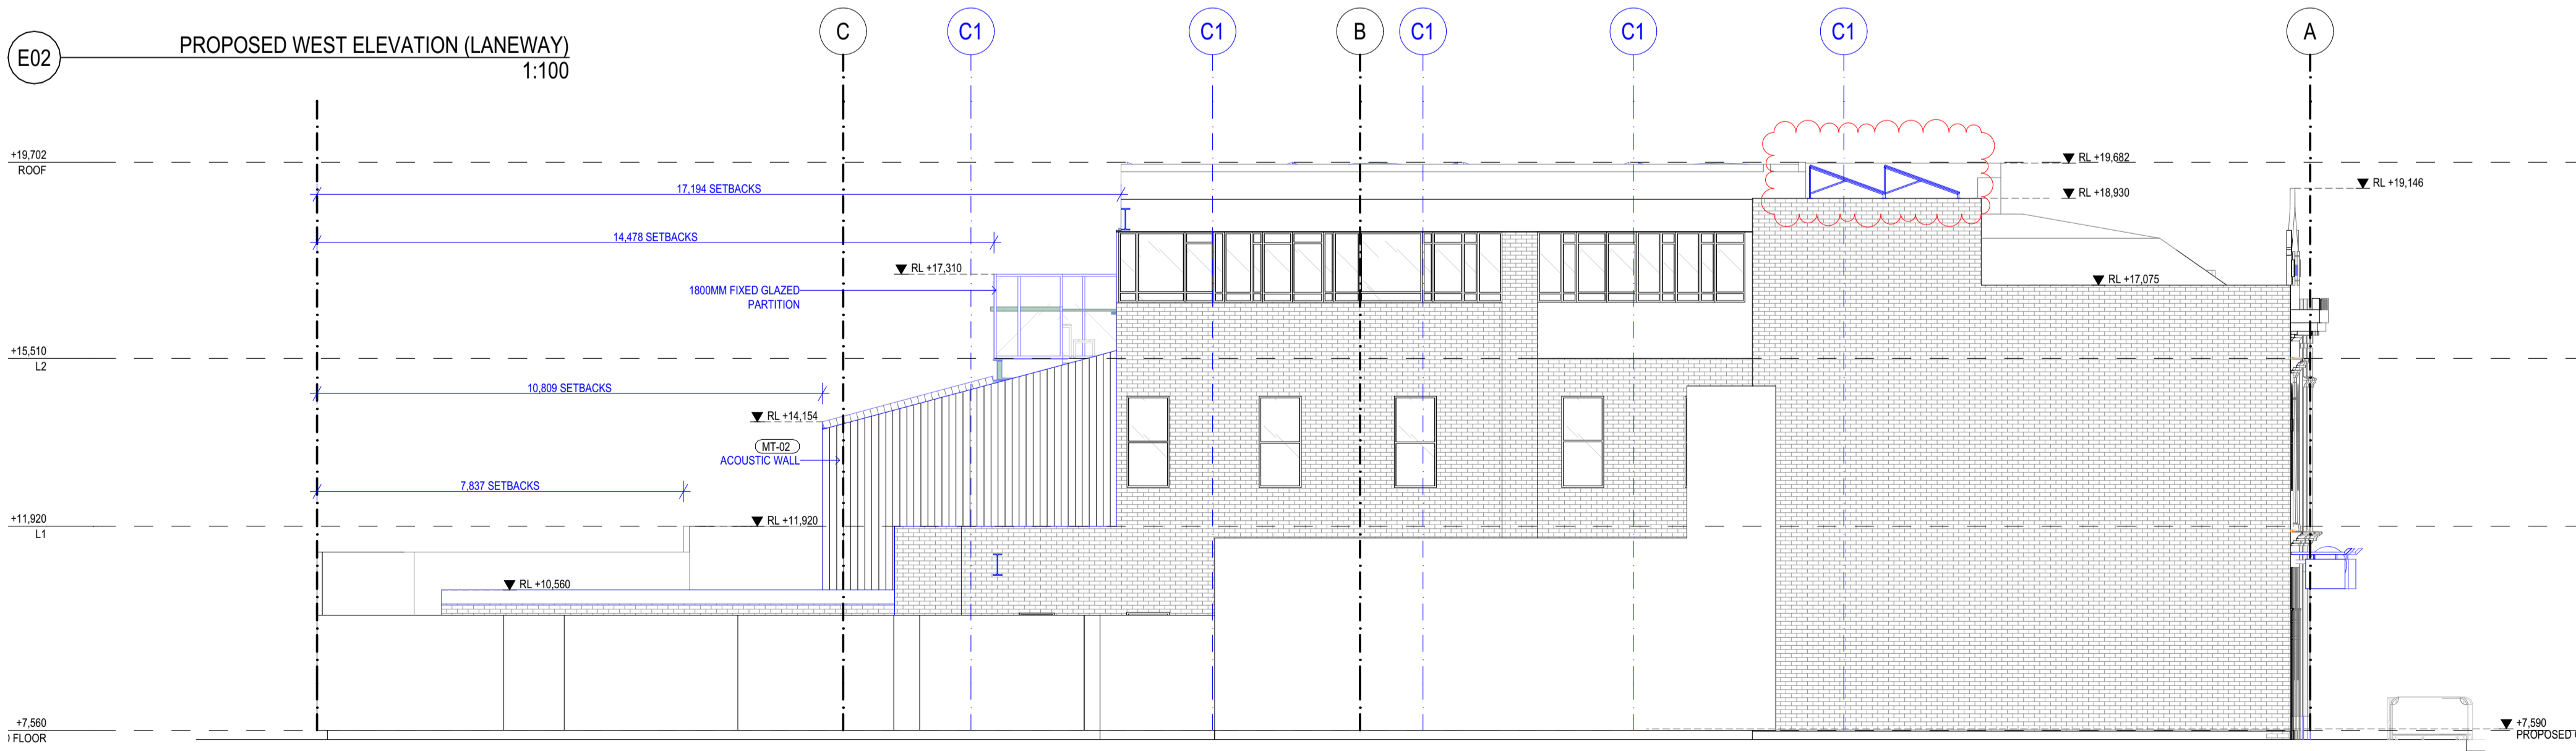 E02
PROPOSED WEST ELEVATION (LANEWAY)
1:100
C
C1
C1
B
C1
C1
C1
A
+19,702
ROOF
RL +19,682
17,194 SETBACKS
RL +18,930
RL +19,146
14,478 SETBACKS
RL +17,310
1800MM FIXED GLAZED
PARTITION
RL +17,075
+15,510
L2
10,809 SETBACKS
RL +14,154
MT-02
ACOUSTIC WALL
7,837 SETBACKS
+11,920
L1
RL +11,920
RL +10,560
+7,560
FLOOR
+7,590
PROPOSED